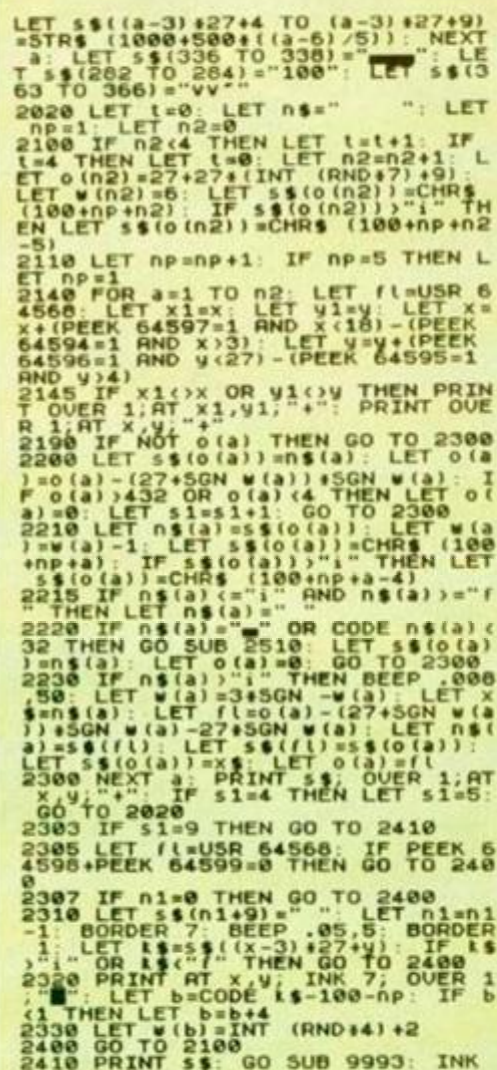 LET s$((a-3)*27+4 TO (a-3)*27+9)
=STR$ (1000+500*((a-6)/5)): NEXT
a: LET s$(336 TO 338)="▄▄▄": LE
T s$(282 TO 284)="100": LET s$(3
63 TO 366)="vv""
2020 LET t=0: LET n$="    ": LET
np=1: LET n2=0
2100 IF n2<4 THEN LET t=t+1: IF
t=4 THEN LET t=0: LET n2=n2+1: L
ET o(n2)=27+27*(INT (RND*7)+9):
LET w(n2)=6: LET s$(o(n2))=CHR$
(100+np+n2): IF s$(o(n2))>"i" TH
EN LET s$(o(n2))=CHR$ (100+np+n2
-5)
2110 LET np=np+1: IF np=5 THEN L
ET np=1
2140 FOR a=1 TO n2: LET fl=USR 6
4568: LET x1=x: LET y1=y: LET x=
x+(PEEK 64597=1 AND x<18)-(PEEK
64594=1 AND x>3): LET y=y+(PEEK
64596=1 AND y<27)-(PEEK 64595=1
AND y>4)
2145 IF x1<>x OR y1<>y THEN PRIN
T OVER 1;AT x1,y1;"+": PRINT OVE
R 1;AT x,y;"+"
2190 IF NOT o(a) THEN GO TO 2300
2200 LET s$(o(a))=n$(a): LET o(a
)=o(a)-(27+SGN w(a))*SGN w(a): I
F o(a)>432 OR o(a)<4 THEN LET o(
a)=0: LET s1=s1+1: GO TO 2300
2210 LET n$(a)=s$(o(a)): LET w(a
)=w(a)-1: LET s$(o(a))=CHR$ (100
+np+a): IF s$(o(a))>"i" THEN LET
s$(o(a))=CHR$ (100+np+a-4)
2215 IF n$(a)<="i" AND n$(a)>="f
" THEN LET n$(a)=" "
2220 IF n$(a)="▄" OR CODE n$(a)<
32 THEN GO SUB 2510: LET s$(o(a)
)=n$(a): LET o(a)=0: GO TO 2300
2230 IF n$(a)>"i" THEN BEEP .008
,50: LET w(a)=3*SGN -w(a): LET x
$=n$(a): LET fl=o(a)-(27+SGN w(a
))*SGN w(a)-27*SGN w(a): LET n$(
a)=s$(fl): LET s$(fl)=s$(o(a)):
LET s$(o(a))=x$: LET o(a)=fl
2300 NEXT a: PRINT s$; OVER 1;AT
x,y;"+": IF s1=4 THEN LET s1=5:
GO TO 2020
2303 IF s1=9 THEN GO TO 2410
2305 LET fl=USR 64568: IF PEEK 6
4598+PEEK 64599=0 THEN GO TO 240
0
2307 IF n1=0 THEN GO TO 2400
2310 LET s$(n1+9)=" ": LET n1=n1
-1: BORDER 7: BEEP .05,5: BORDER
1: LET k$=s$((x-3)*27+y): IF k$
>"i" OR k$<"f" THEN GO TO 2400
2320 PRINT AT x,y; INK 7; OVER 1
;"█": LET b=CODE k$-100-np: IF b
<1 THEN LET b=b+4
2330 LET w(b)=INT (RND*4)+2
2400 GO TO 2100
2410 PRINT s$: GO SUB 9993: INK